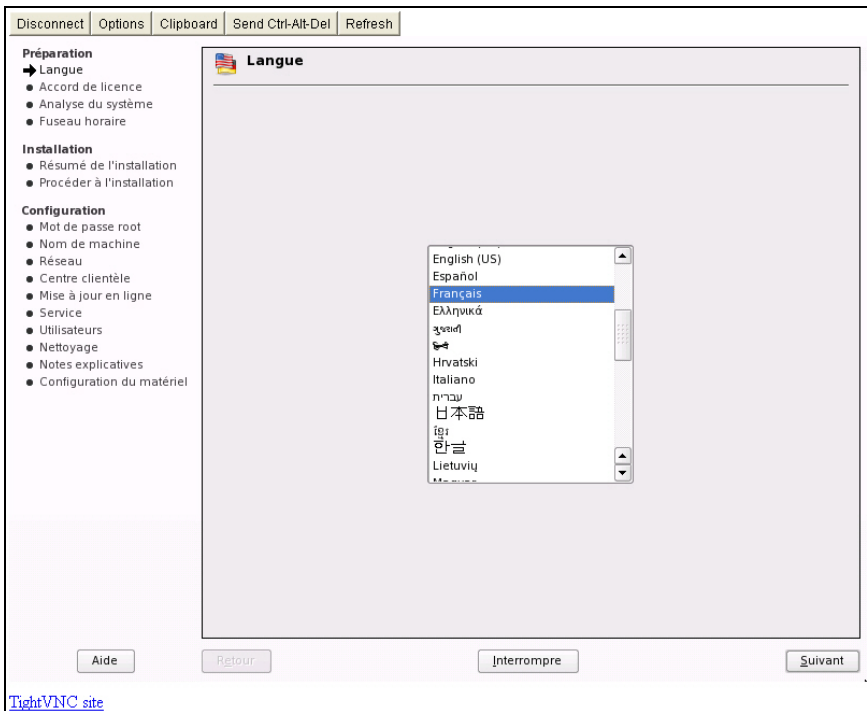 Disconnect Options Clipboard Send Ctrl-Alt-Del Refresh
Préparation
Langue
Accord de licence
Analyse du système
Fuseau horaire
Installation
Résumé de l'installation
Procéder à l'installation
Configuration
Mot de passe root
Nom de machine
Réseau
Centre clientèle
Mise à jour en ligne
Service
Utilisateurs
Nettoyage
Notes explicatives
Configuration du matériel
Langue
English (US)
Español
Français
Ελληνικά
ગુજરાતી
हिन्दी
Hrvatski
Italiano
עברית
日本語
ខ្មែរ
한글
Lietuvių
Aide Retour Interrompre Suivant
TightVNC site